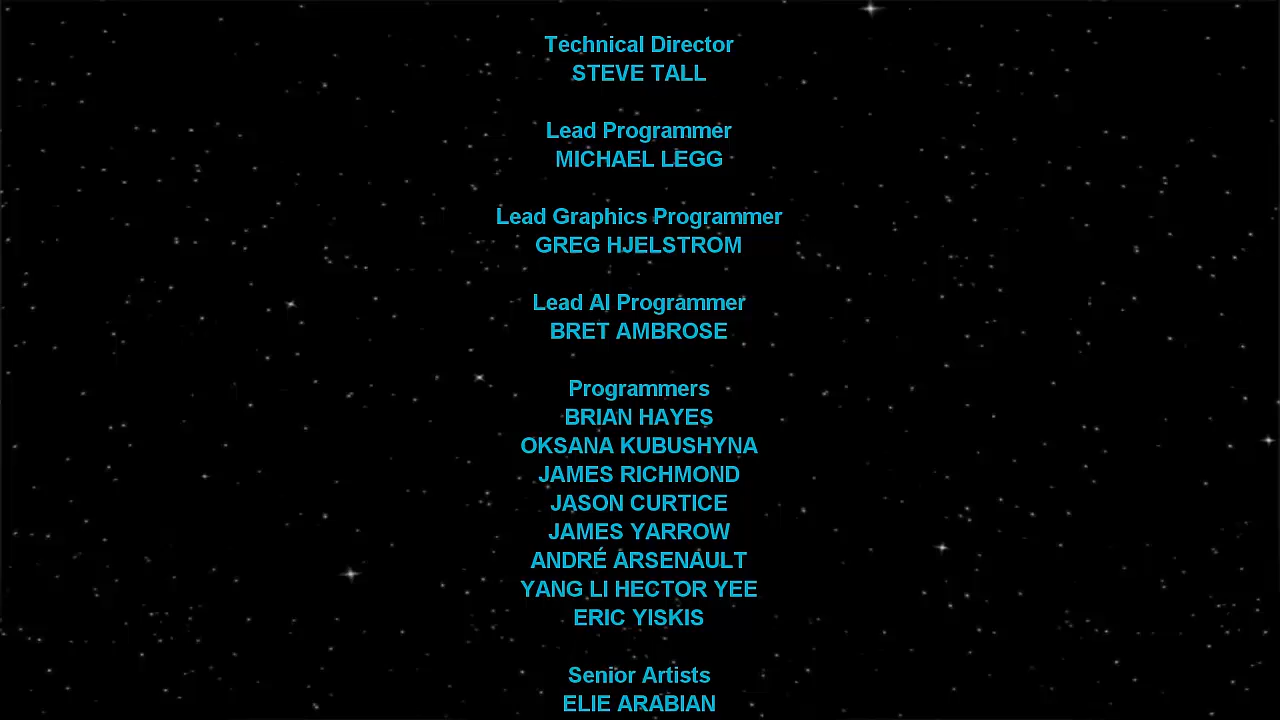 Technical Director
STEVE TALL
Lead Programmer
MICHAEL LEGG
Lead Graphics Programmer
GREG HJELSTROM
Lead AI Programmer
BRET AMBROSE
Programmers
BRIAN HAYES
OKSANA KUBUSHYNA
JAMES RICHMOND
JASON CURTICE
JAMES YARROW
ANDRÉ ARSENAULT
YANG LI HECTOR YEE
ERIC YISKIS
Senior Artists
ELIE ARABIAN